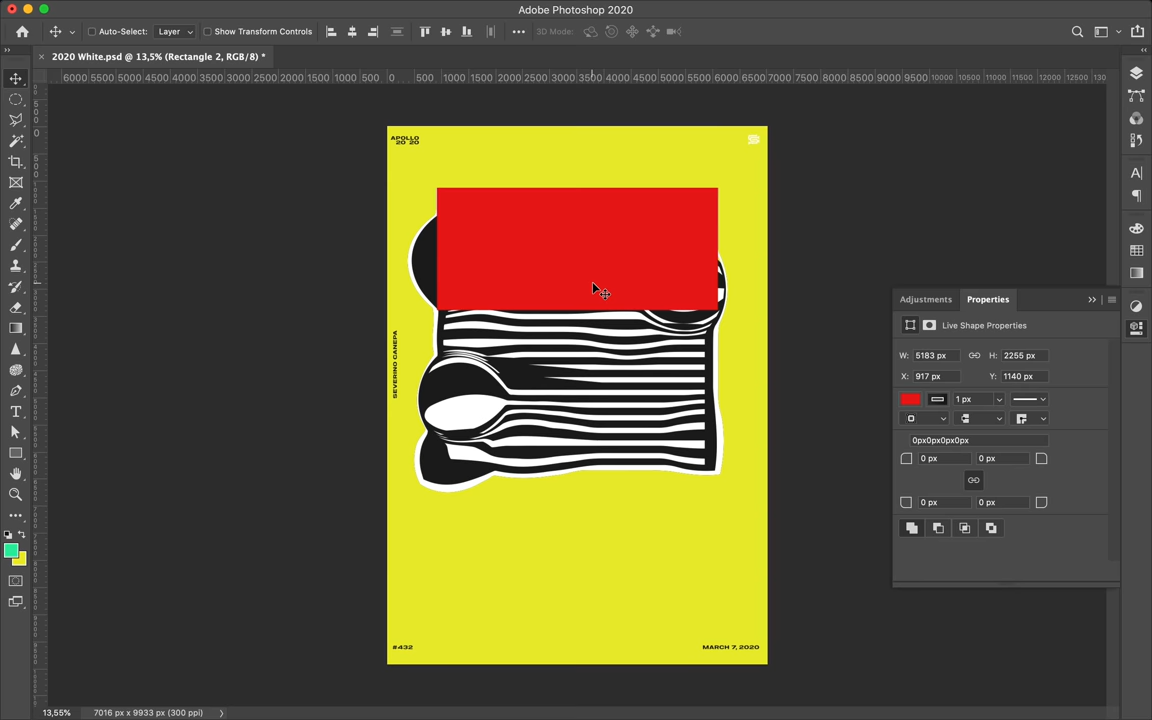 Adobe Photoshop 2020
Auto-Select: Layer Show Transform Controls 3D Mode:
2020 White.psd @ 13,5% (Rectangle 2, RGB/8) *
6000 5500 5000 4500 4000 3500 3000 2500 2000 1500 1000 500 0 500 1000 1500 2000 2500 3000 3500 4000 4500 5000 5500 6000 6500 7000 7500 8000 8500 9000 9500 10000 10500 11000 11500 12000 12500 130
APOLLO
20 20
SEVERINO CANEPA
#432 MARCH 7, 2020
Adjustments Properties
Live Shape Properties
W: 5183 px H: 2255 px
X: 917 px Y: 1140 px
1 px
0px0px0px0px
0 px 0 px
0 px 0 px
13,55% 7016 px x 9933 px (300 ppi)